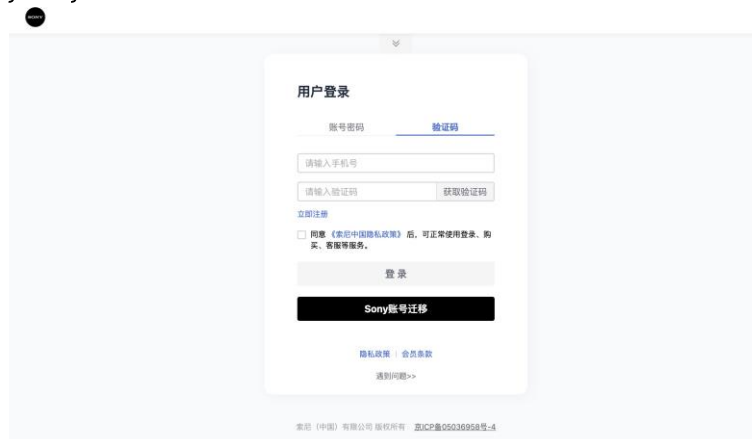 SONY
用户登录
账号密码 验证码
请输入手机号
请输入验证码 获取验证码
立即注册
同意《索尼中国隐私政策》后，可正常使用登录、购
买、客服等服务。
登 录
Sony账号迁移
隐私政策 | 会员条款
遇到问题>>
索尼（中国）有限公司 版权所有 京ICP备05036958号-4